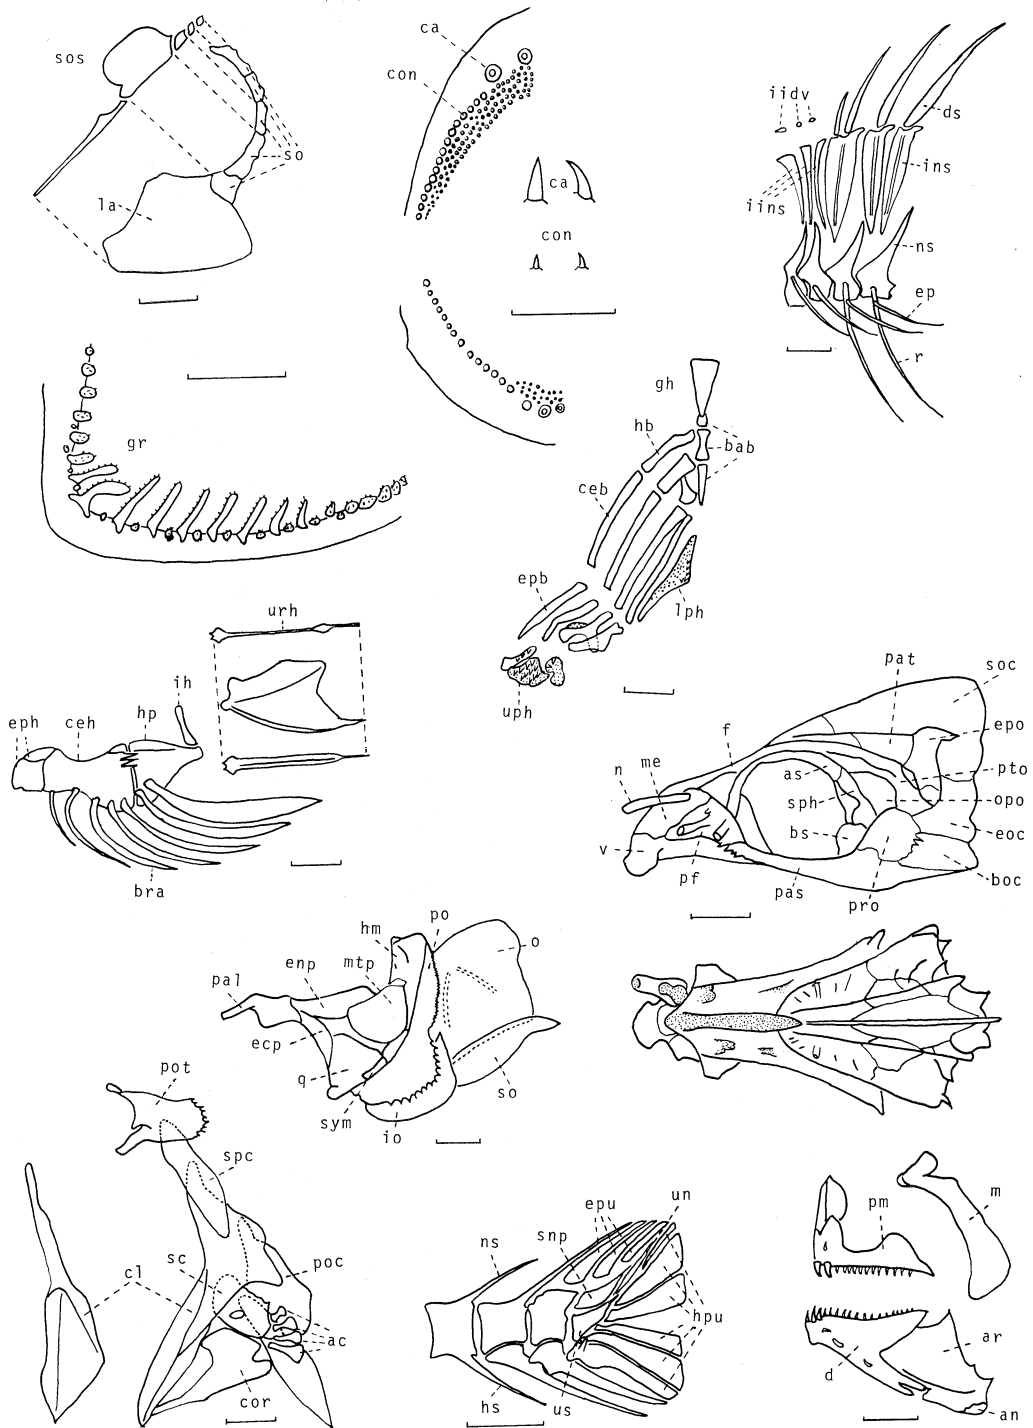 sos
so
la
ca
con
ca
con
iidv
ds
ins
iins
ns
ep
r
gr
gh
hb
bab
ceb
epb
lph
uph
urh
ih
eph
ceh
hp
bra
pat
soc
f
epo
me
n
as
pto
sph
opo
bs
eoc
v
boc
pf
pas
pro
po
hm
o
enp
mtp
pal
ecp
q
so
sym
io
pot
spc
sc
cl
poc
ac
cor
un
epu
snp
ns
hpu
hs
us
pm
m
ar
d
an